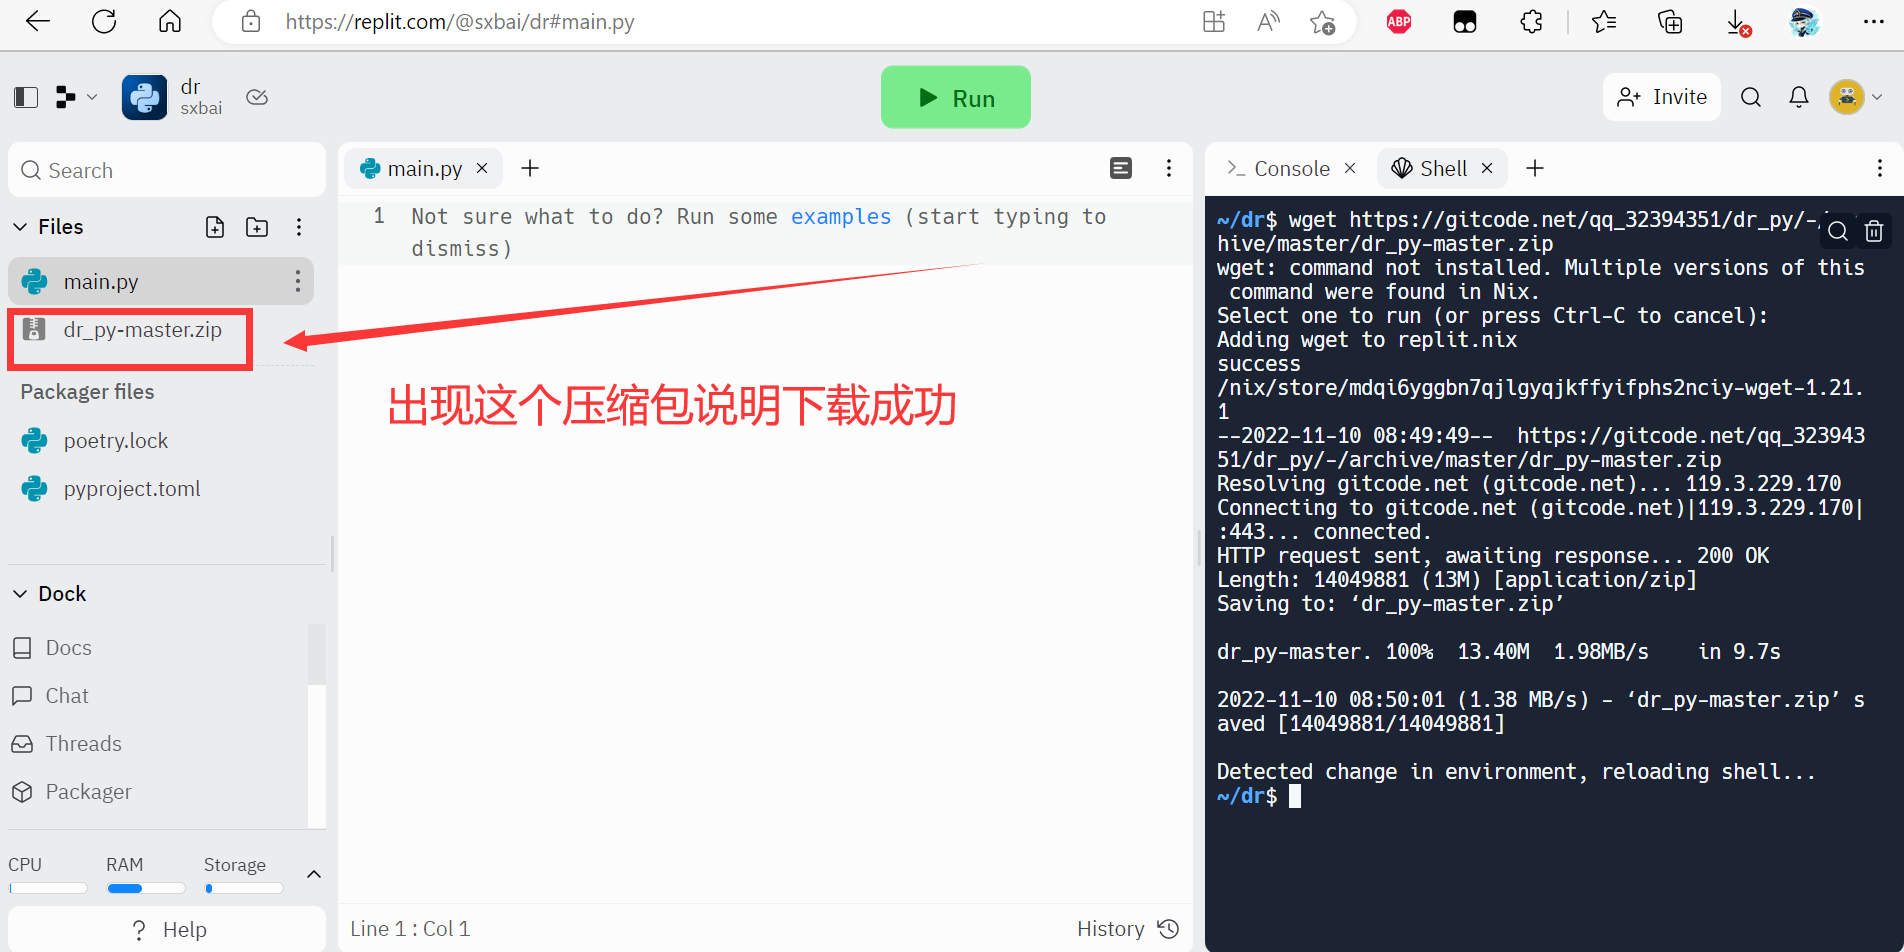 https://replit.com/@sxbai/dr#main.py
ABP
dr
sxbai
Run
Invite
Search
Files
main.py
dr_py-master.zip
Packager files
poetry.lock
pyproject.toml
Dock
Docs
Chat
Threads
Packager
CPU RAM Storage
? Help
main.py
1 Not sure what to do? Run some examples (start typing to
dismiss)
出现这个压缩包说明下载成功
Line 1 : Col 1
History
Console
Shell
~/dr$ wget https://gitcode.net/qq_32394351/dr_py/-/
hive/master/dr_py-master.zip
wget: command not installed. Multiple versions of this
command were found in Nix.
Select one to run (or press Ctrl-C to cancel):
Adding wget to replit.nix
success
/nix/store/mdqi6yggbn7qjlgyqjkffyifphs2nciy-wget-1.21.
1
--2022-11-10 08:49:49--  https://gitcode.net/qq_323943
51/dr_py/-/archive/master/dr_py-master.zip
Resolving gitcode.net (gitcode.net)... 119.3.229.170
Connecting to gitcode.net (gitcode.net)|119.3.229.170|
:443... connected.
HTTP request sent, awaiting response... 200 OK
Length: 14049881 (13M) [application/zip]
Saving to: ‘dr_py-master.zip’
dr_py-master. 100%  13.40M  1.98MB/s    in 9.7s
2022-11-10 08:50:01 (1.38 MB/s) – ‘dr_py-master.zip’ s
aved [14049881/14049881]
Detected change in environment, reloading shell...
~/dr$